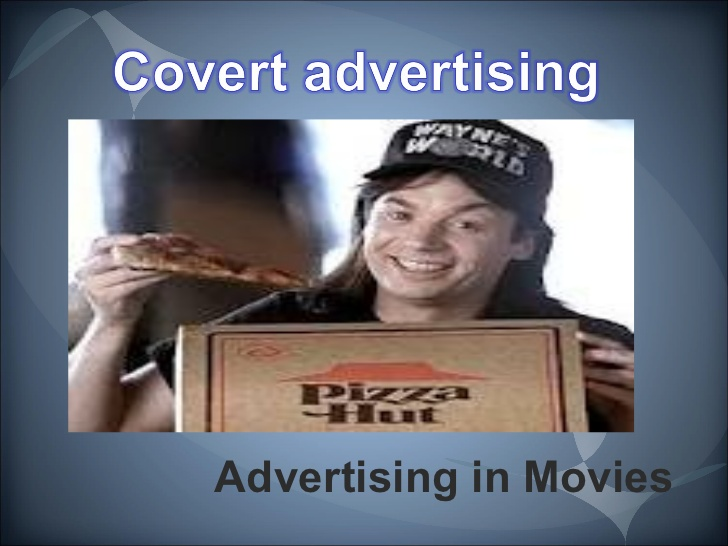 Covert advertising
WAYNE'S
WORLD
Pizza
Hut
Advertising in Movies